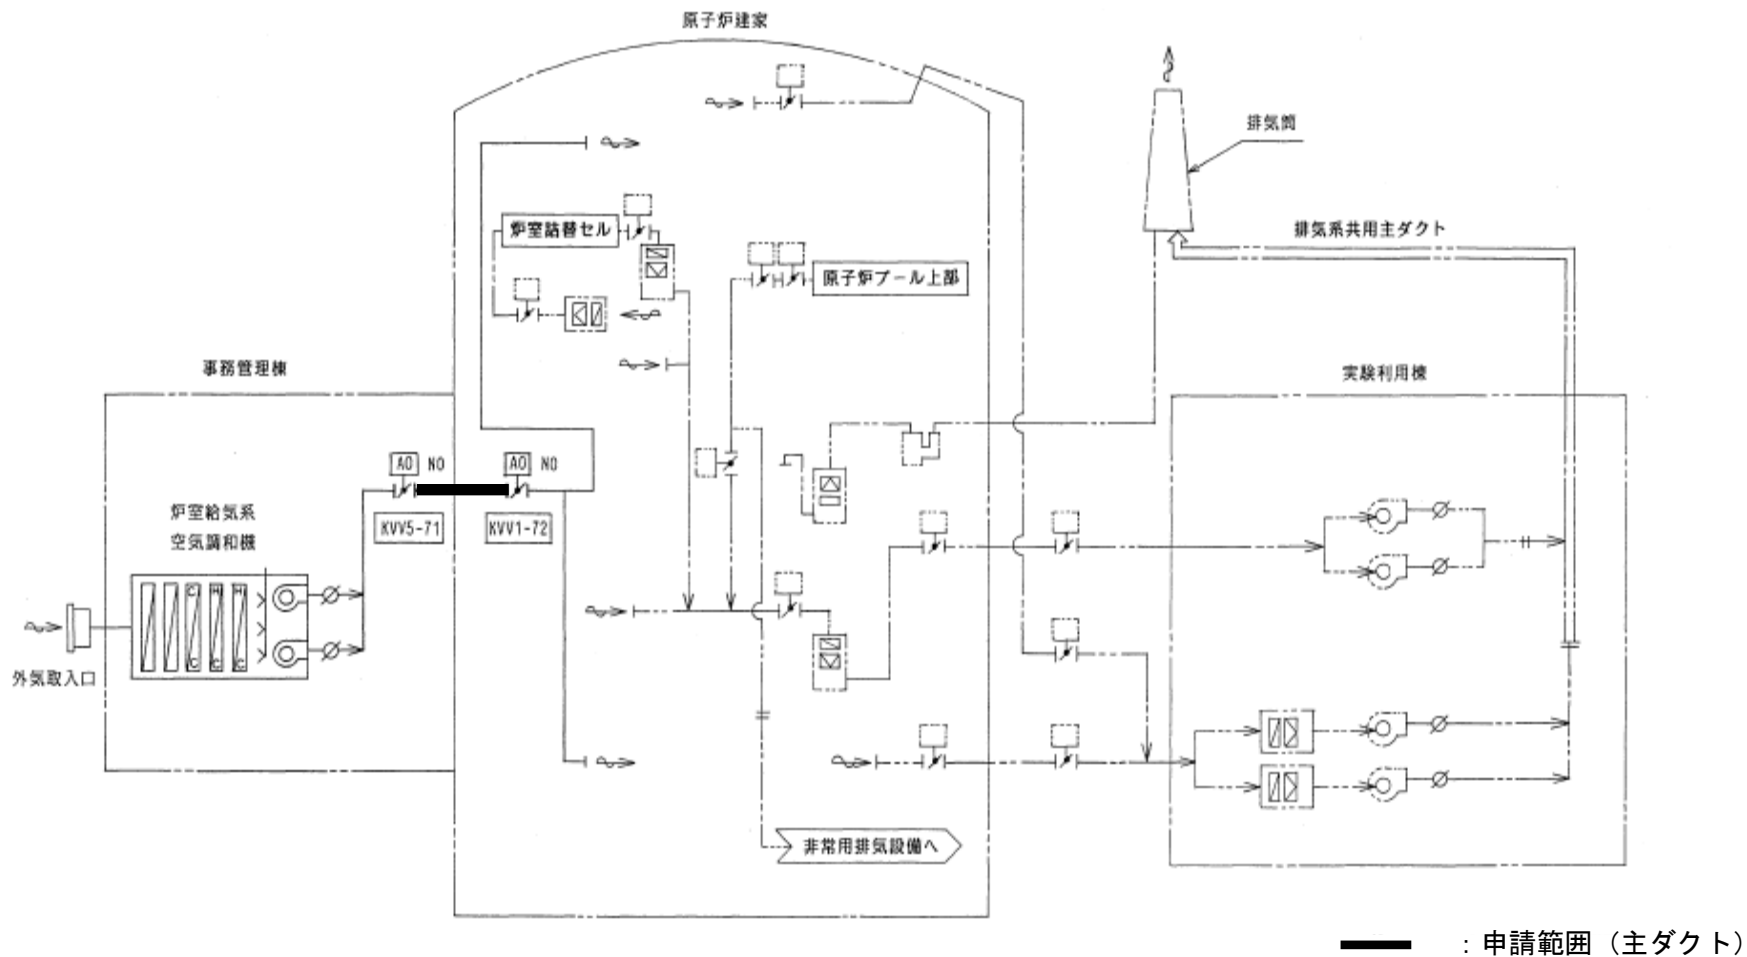 原子炉建家
排気筒
炉室詰替セル
排気系共用主ダクト
原子炉プール上部
事務管理棟
実験利用棟
AO NO
AO NO
炉室給気系
空気調和機
KVV5-71
KVV1-72
C H H
C C C
外気取入口
非常用排気設備へ
：申請範囲（主ダクト）